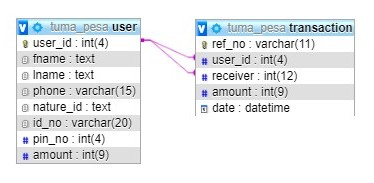 tuma_pesa user
user_id : int(4)
fname : text
lname : text
phone : varchar(15)
nature_id : text
id_no : varchar(20)
pin_no : int(4)
amount : int(9)
tuma_pesa transaction
ref_no : varchar(11)
user_id : int(4)
receiver : int(12)
amount : int(9)
date : datetime